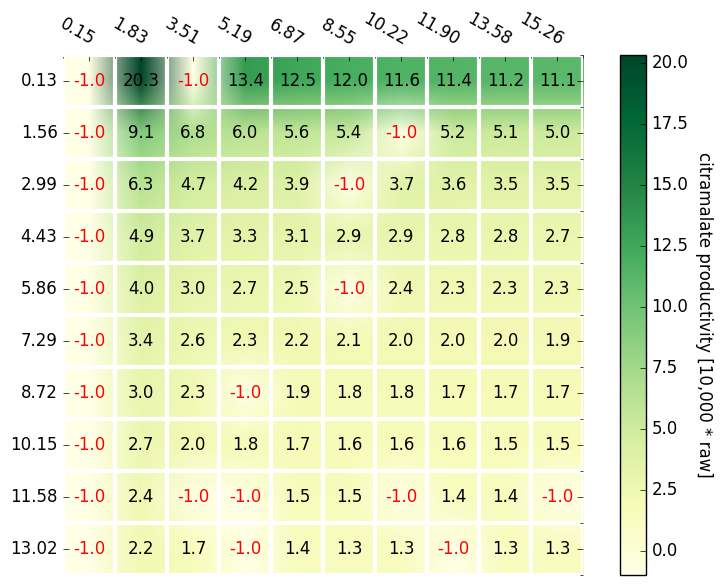 0.15 1.83 3.51 5.19 6.87 8.55 10.22 11.90 13.58 15.26
0.13 -1.0 20.3 -1.0 13.4 12.5 12.0 11.6 11.4 11.2 11.1
1.56 -1.0 9.1 6.8 6.0 5.6 5.4 -1.0 5.2 5.1 5.0
2.99 -1.0 6.3 4.7 4.2 3.9 -1.0 3.7 3.6 3.5 3.5
4.43 -1.0 4.9 3.7 3.3 3.1 2.9 2.9 2.8 2.8 2.7
5.86 -1.0 4.0 3.0 2.7 2.5 -1.0 2.4 2.3 2.3 2.3
7.29 -1.0 3.4 2.6 2.3 2.2 2.1 2.0 2.0 2.0 1.9
8.72 -1.0 3.0 2.3 -1.0 1.9 1.8 1.8 1.7 1.7 1.7
10.15 -1.0 2.7 2.0 1.8 1.7 1.6 1.6 1.6 1.5 1.5
11.58 -1.0 2.4 -1.0 -1.0 1.5 1.5 -1.0 1.4 1.4 -1.0
13.02 -1.0 2.2 1.7 -1.0 1.4 1.3 1.3 -1.0 1.3 1.3
20.0
17.5
15.0
12.5
10.0
7.5
5.0
2.5
0.0
citramalate productivity [10,000 * raw]